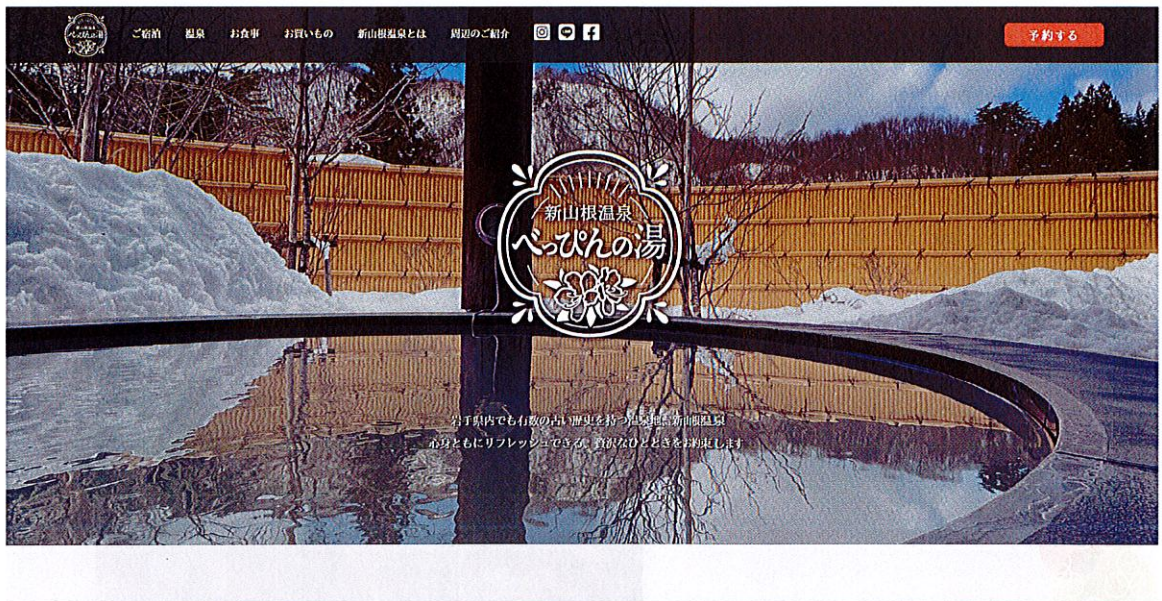 ご宿泊 温泉 お食事 お買いもの 新山根温泉とは 周辺のご紹介
予約する
新山根温泉
べっぴんの湯
岩手県内でも有数の古い歴史を持つ温泉地、新山根温泉
心身ともにリフレッシュできる、贅沢なひとときをお約束します